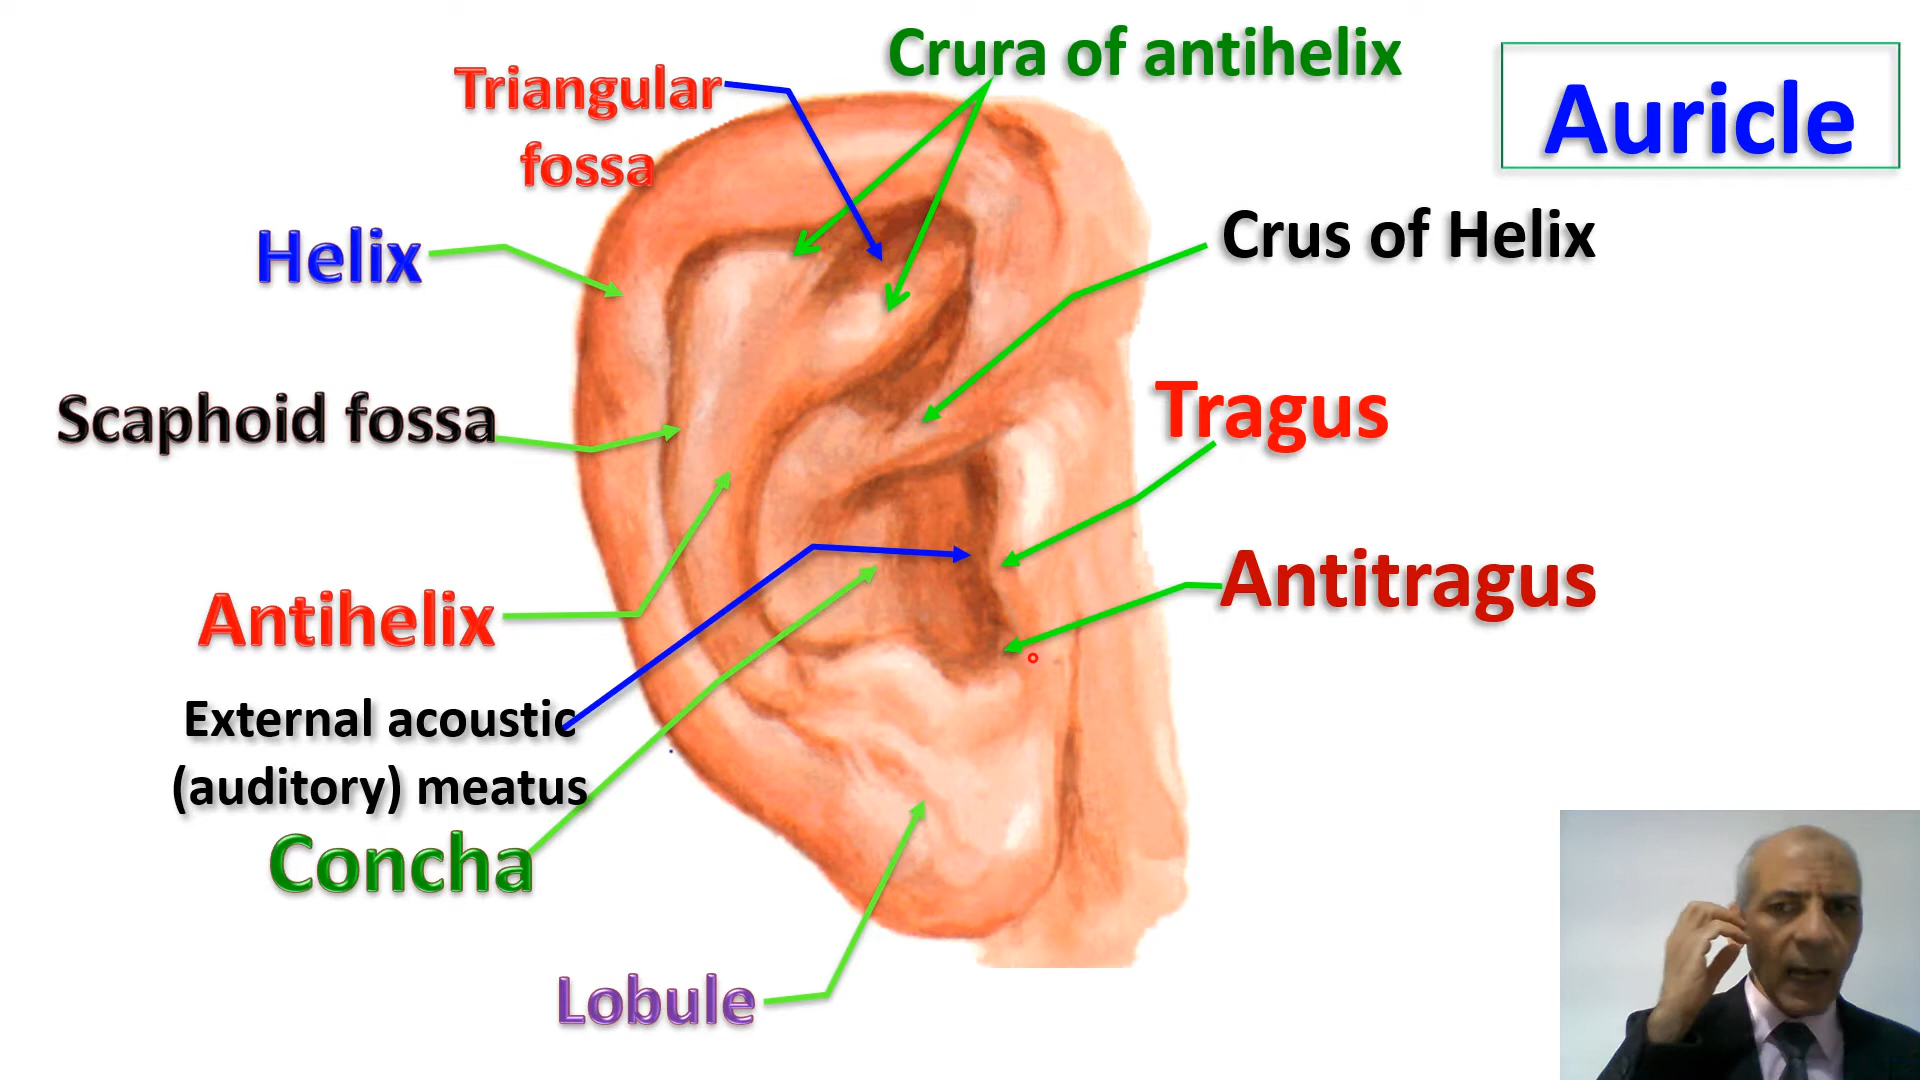 Crura of antihelix
Auricle
Triangular
fossa
Helix
Crus of Helix
Scaphoid fossa
Tragus
Antihelix
Antitragus
External acoustic
(auditory) meatus
Concha
Lobule